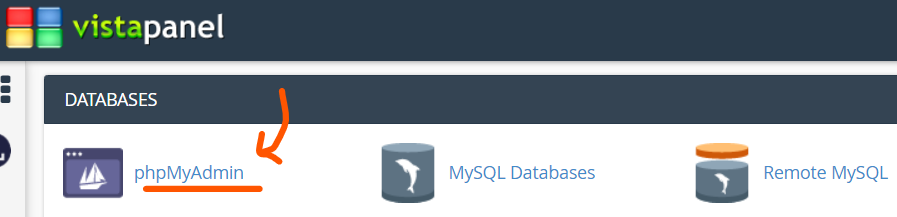 vistapanel
DATABASES
phpMyAdmin
MySQL Databases
Remote MySQL